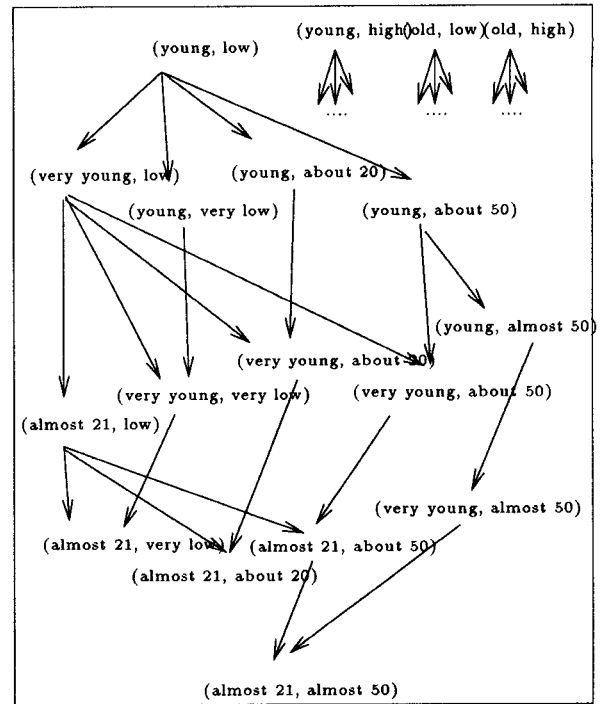 (young, high)
(old, low)
(old, high)
(young, low)
....
....
....
(very young, low)
(young, about 20)
(young, very low)
(young, about 50)
(young, almost 50)
(very young, about 20)
(very young, very low)
(very young, about 50)
(almost 21, low)
(very young, almost 50)
(almost 21, very low)
(almost 21, about 50)
(almost 21, about 20)
(almost 21, almost 50)